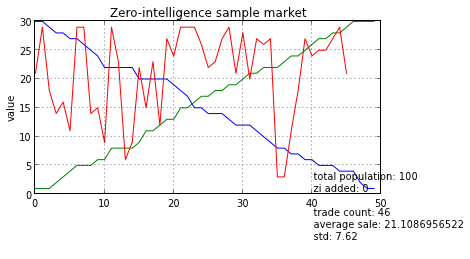 Zero-intelligence sample market
30
25
20
15
10
5
0
value
0 10 20 30 40 50
total population: 100
zi added: 0
trade count: 46
average sale: 21.1086956522
std: 7.62